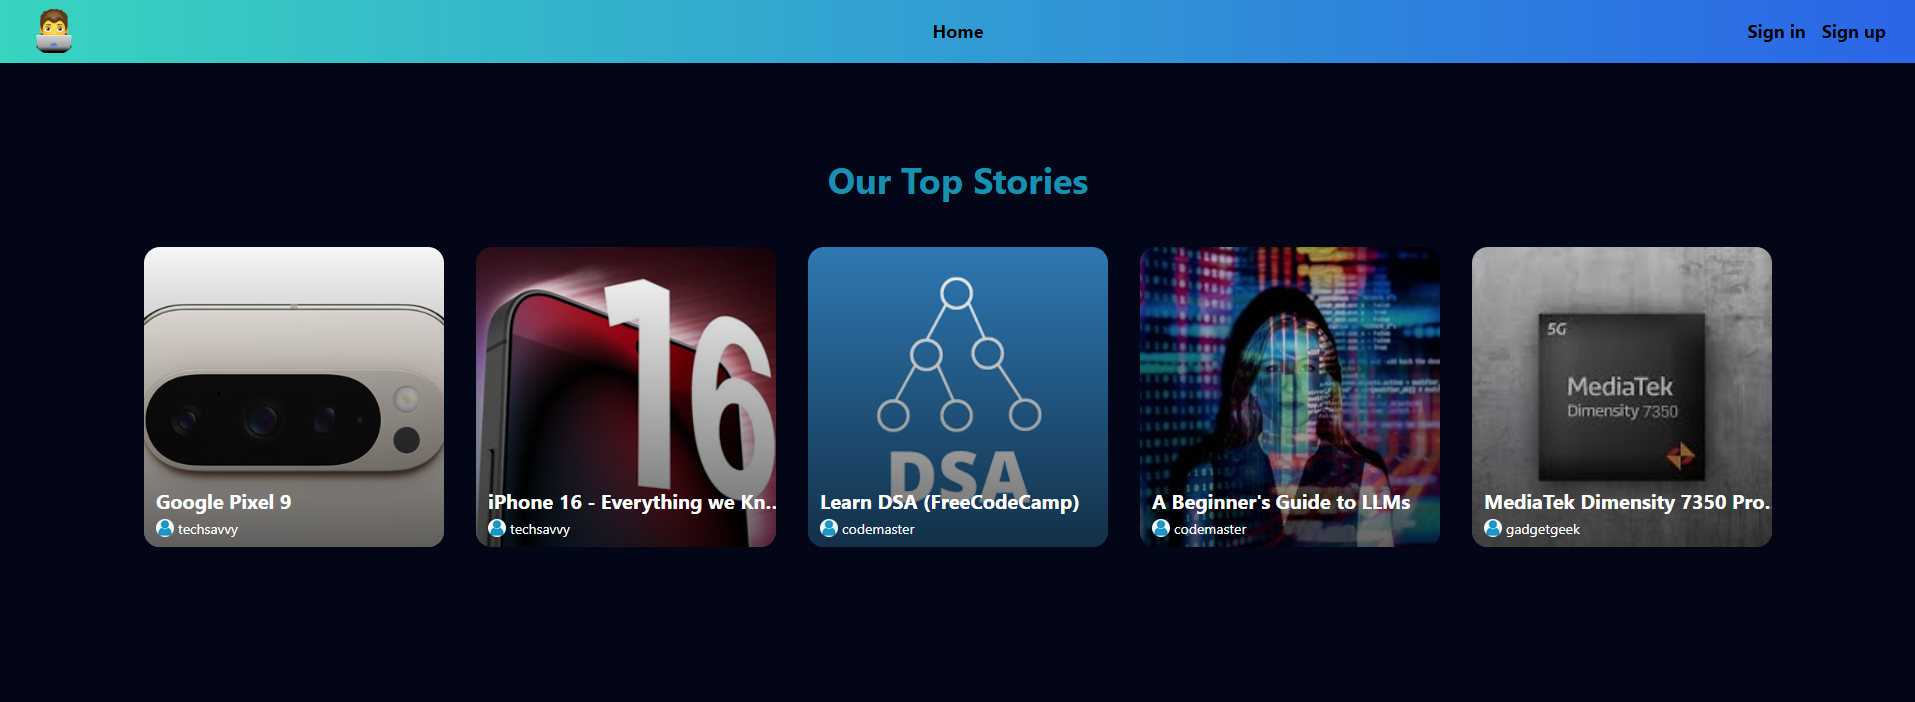 Home
Sign in Sign up
Our Top Stories
Google Pixel 9
techsavvy
16
iPhone 16 - Everything we Kn..
techsavvy
DSA
Learn DSA (FreeCodeCamp)
codemaster
A Beginner's Guide to LLMs
codemaster
5G
MediaTek
Dimensity 7350
MediaTek Dimensity 7350 Pro.
gadgetgeek